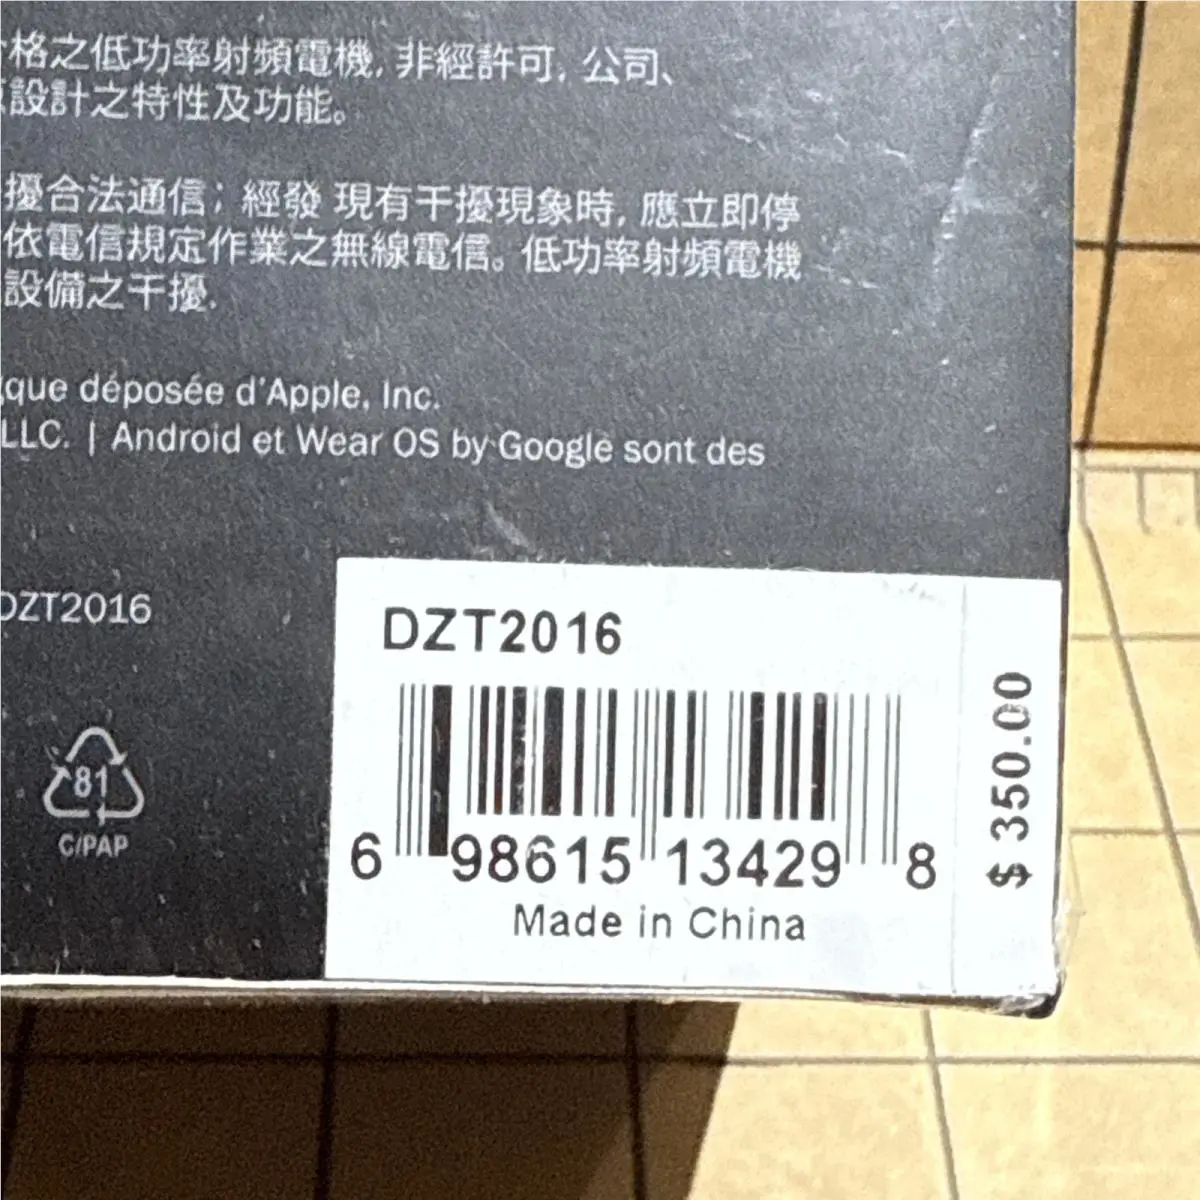 格之低功率射頻電機, 非經許可, 公司、
設計之特性及功能。
擾合法通信; 經發 現有干擾現象時, 應立即停
依電信規定作業之無線電信。低功率射頻電機
設備之干擾.
que déposée d'Apple, Inc.
LLC. | Android et Wear OS by Google sont des
DZT2016
81
C/PAP
DZT2016
6 98615 13429 8
Made in China
$ 350.00